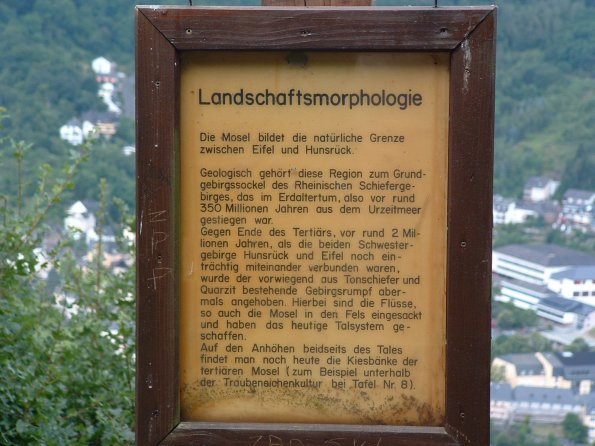 Landschaftsmorphologie
Die Mosel bildet die natürliche Grenze
zwischen Eifel und Hunsrück.
Geologisch gehört diese Region zum Grund-
gebirgssockel des Rheinischen Schieferge-
birges, das im Erdaltertum, also vor rund
350 Millionen Jahren aus dem Urzeitmeer
gestiegen war.
Gegen Ende des Tertiärs, vor rund 2 Mil-
lionen Jahren, als die beiden Schwester-
gebirge Hunsrück und Eifel noch ein-
trächtig miteinander verbunden waren,
wurde der vorwiegend aus Tonschiefer und
Quarzit bestehende Gebirgsrumpf aber-
mals angehoben. Hierbei sind die Flüsse,
so auch die Mosel in den Fels eingesackt
und haben das heutige Talsystem ge-
schaffen.
Auf den Anhöhen beidseits des Tales
findet man noch heute die Kiesbänke der
tertiären Mosel (zum Beispiel unterhalb
der Traubeneichenkultur bei Tafel Nr. 8).